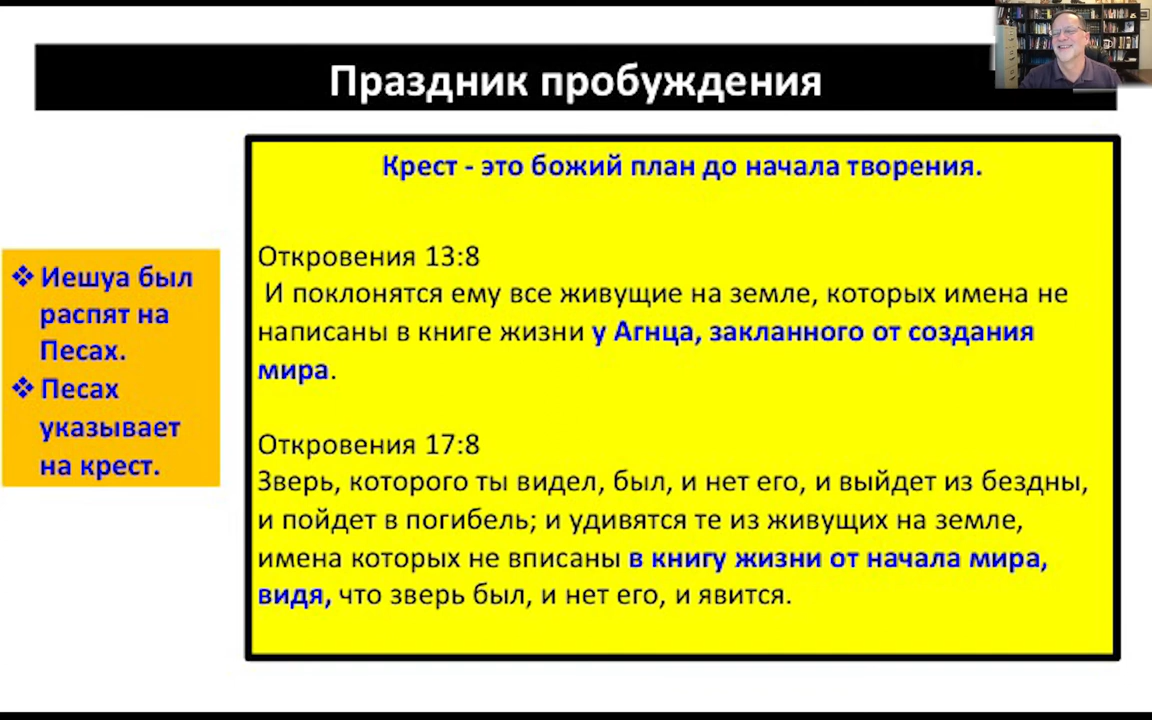 Праздник пробуждения
❖ Иешуа был
распят на
Песах.
❖ Песах
указывает
на крест.
Крест - это божий план до начала творения.
Откровения 13:8
И поклонятся ему все живущие на земле, которых имена не
написаны в книге жизни у Агнца, закланного от создания
мира.
Откровения 17:8
Зверь, которого ты видел, был, и нет его, и выйдет из бездны,
и пойдет в погибель; и удивятся те из живущих на земле,
имена которых не вписаны в книгу жизни от начала мира,
видя, что зверь был, и нет его, и явится.